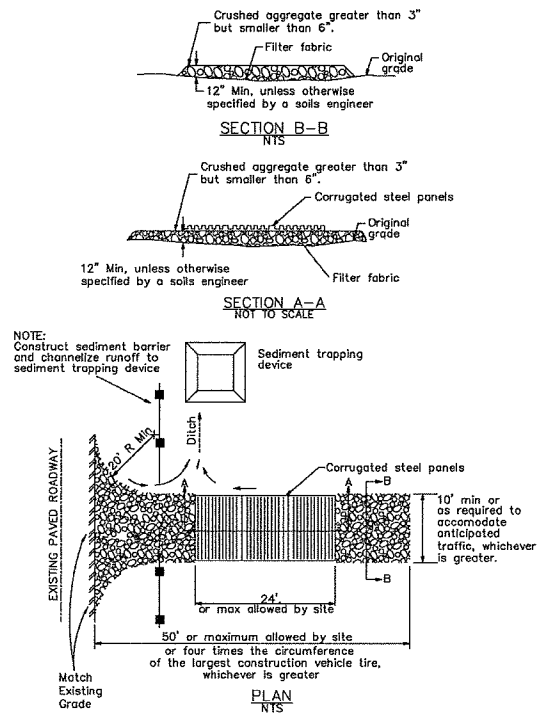 Crushed aggregate greater than 3"
but smaller than 6".
Filter fabric
Original
grade
12" Min, unless otherwise
specified by a soils engineer
SECTION B-B
NTS
Crushed aggregate greater than 3"
but smaller than 6".
Corrugated steel panels
Original
grade
12" Min, unless otherwise
specified by a soils engineer
Filter fabric
SECTION A-A
NOT TO SCALE
NOTE:
Construct sediment barrier
and channelize runoff to
sediment trapping device
Sediment trapping
device
Ditch
20' R Min
EXISTING PAVED ROADWAY
Corrugated steel panels
A
A
B
B
10' min or
as required to
accomodate
anticipated
traffic, whichever
is greater.
24'
or max allowed by site
50' or maximum allowed by site
or four times the circumference
of the largest construction vehicle tire,
whichever is greater
Match
Existing
Grade
PLAN
NTS